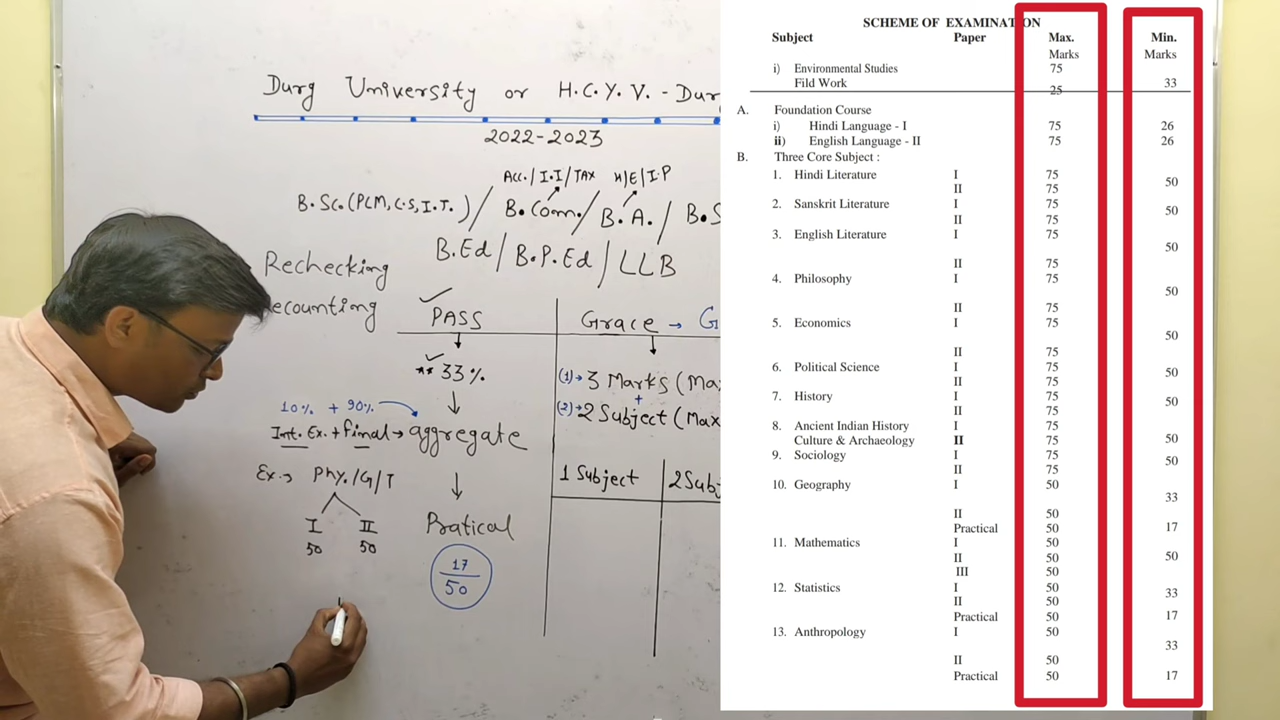 Durg University or H.C.Y.V. - Dur
2022-2023
Acc./ I.I/ TAX H/E/I.P
B.Sc.(PCM, C.S, I.T.) / B.Com./ B.A. / B.S
B.Ed / B.P.Ed / LLB
Rechecking
ecounting
PASS
33%
10% + 90%
Int. Ex. + final → aggregate
Ex.→ Phy./G/T
I II
50 50
Pratical
17
50
Grace → G
(1)→ 3 Marks (Ma
+
(2)→ 2 Subject (Max
1 Subject 2 Subj
SCHEME OF EXAMINATION
Subject Paper Max. Min.
Marks Marks
i) Environmental Studies 75
Fild Work 25 33
A. Foundation Course
i) Hindi Language - I 75 26
ii) English Language - II 75 26
B. Three Core Subject :
1. Hindi Literature I 75
II 75 50
2. Sanskrit Literature I 75
II 75 50
3. English Literature I 75
50
II 75
4. Philosophy I 75
50
II 75
5. Economics I 75
50
II 75
6. Political Science I 75
II 75 50
7. History I 75
II 75 50
8. Ancient Indian History I 75
Culture & Archaeology II 75 50
9. Sociology I 75
II 75 50
10. Geography I 50
33
II 50
Practical 50 17
11. Mathematics I 50
II 50 50
III 50
12. Statistics I 50
II 50 33
Practical 50 17
13. Anthropology I 50
33
II 50
Practical 50 17